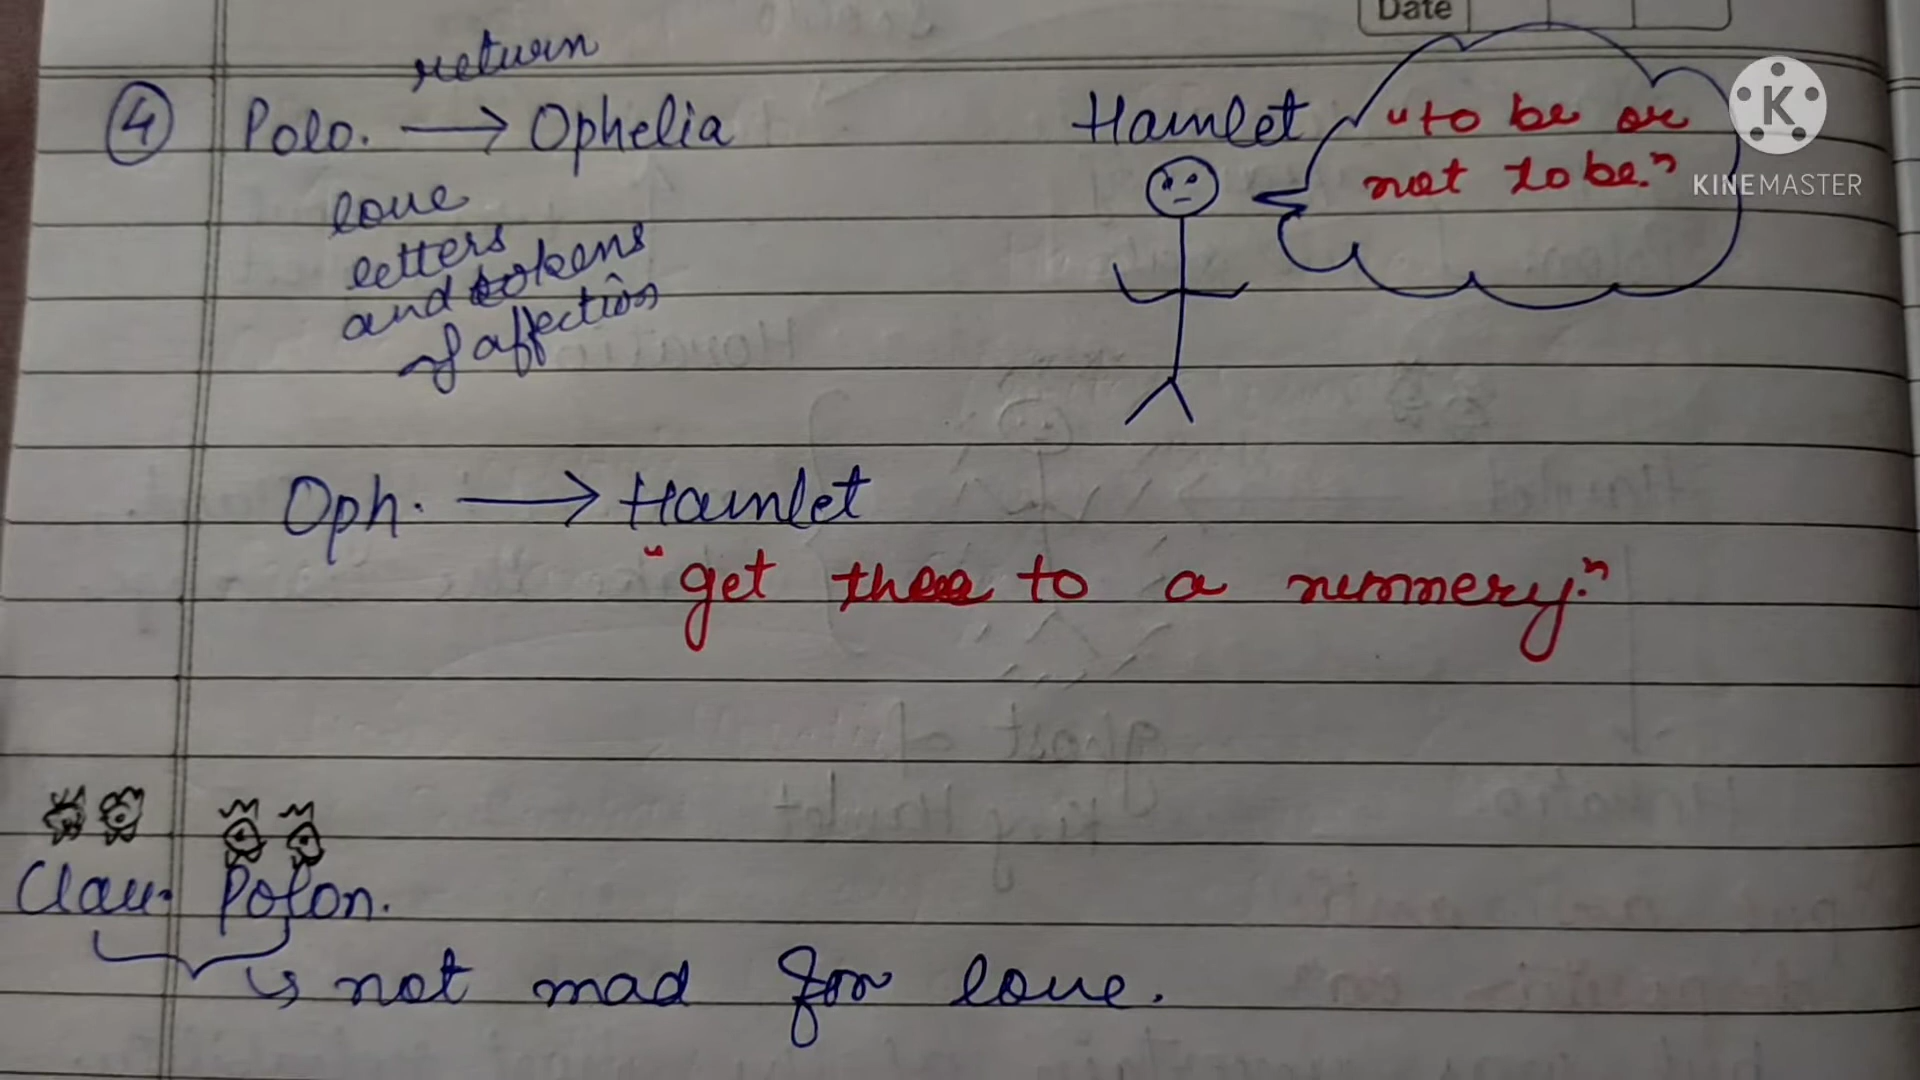 Date
return
④ Polo. → Ophelia
love
letters
and tokens
of affection
Hamlet
"to be or
not to be."
K
KINEMASTER
Oph. → Hamlet
"get thee to a nunnery."
Clau. Polon.
↳ not mad for love.